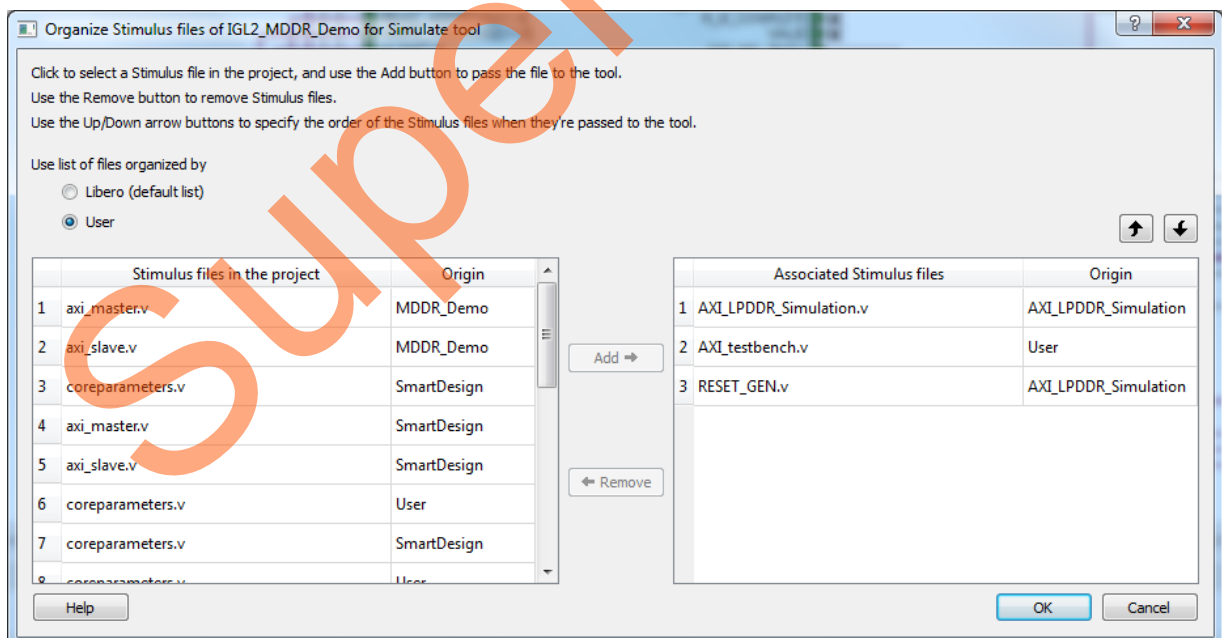 Organize Stimulus files of IGL2_MDDR_Demo for Simulate tool
Click to select a Stimulus file in the project, and use the Add button to pass the file to the tool.
Use the Remove button to remove Stimulus files.
Use the Up/Down arrow buttons to specify the order of the Stimulus files when they're passed to the tool.
Use list of files organized by
Libero (default list)
User
Stimulus files in the project Origin
1 axi_master.v MDDR_Demo
2 axi_slave.v MDDR_Demo
3 coreparameters.v SmartDesign
4 axi_master.v SmartDesign
5 axi_slave.v SmartDesign
6 coreparameters.v User
7 coreparameters.v SmartDesign
8 coreparameters.v User
Add
Remove
Associated Stimulus files Origin
1 AXI_LPDDR_Simulation.v AXI_LPDDR_Simulation
2 AXI_testbench.v User
3 RESET_GEN.v AXI_LPDDR_Simulation
Help
OK Cancel
Super